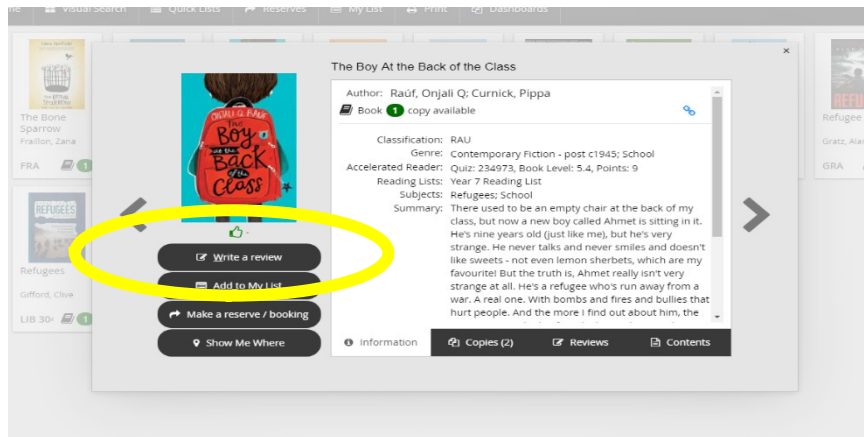 Visual Search
Quick Lists
Reserves
My List
Print
Dashboards
The Bone
Sparrow
Fraillon, Zana
FRA 1
REFUGEES
Refugees
Gifford, Clive
LIB 304 1
ONJALI Q. RAÚF
The
Boy
at the
Back
of the
Class
Write a review
Add to My List
Make a reserve / booking
Show Me Where
The Boy At the Back of the Class
×
Author: Raúf, Onjali Q; Curnick, Pippa
Book 1 copy available
Classification: RAU
Genre: Contemporary Fiction - post c1945; School
Accelerated Reader: Quiz: 234973, Book Level: 5.4, Points: 9
Reading Lists: Year 7 Reading List
Subjects: Refugees; School
Summary: There used to be an empty chair at the back of my
class, but now a new boy called Ahmet is sitting in it.
He's nine years old (just like me), but he's very
strange. He never talks and never smiles and doesn't
like sweets - not even lemon sherbets, which are my
favourite! But the truth is, Ahmet really isn't very
strange at all. He's a refugee who's run away from a
war. A real one. With bombs and fires and bullies that
hurt people. And the more I find out about him, the
Information
Copies (2)
Reviews
Contents
Refugee
Gratz, Alan
GRA